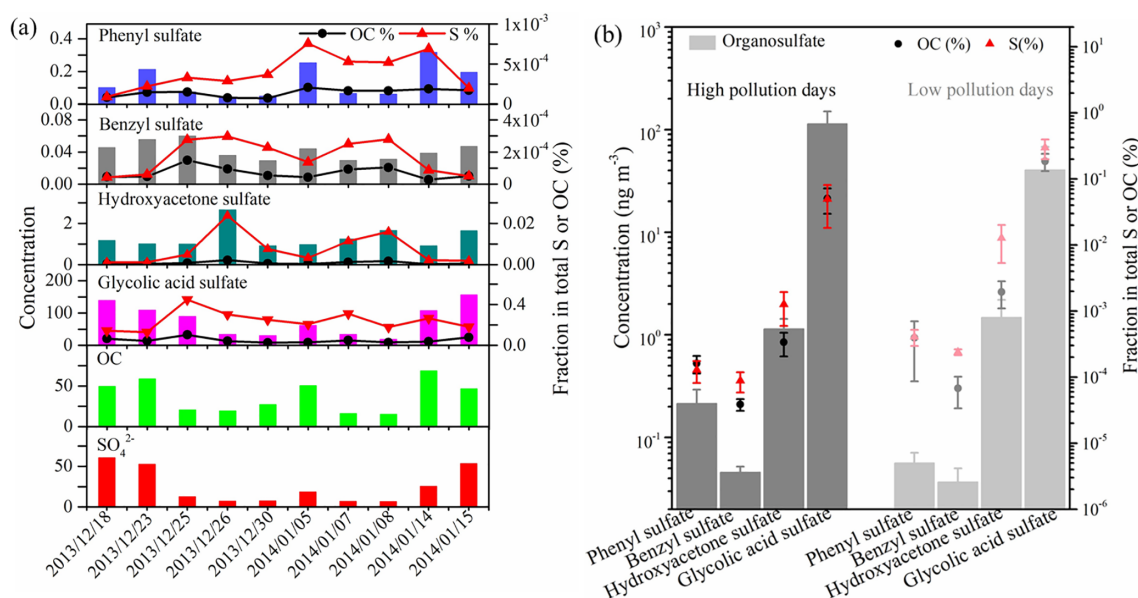 (a)
Phenyl sulfate
OC % S %
0.4
0.2
0.0
1x10⁻³
5x10⁻⁴
0
Benzyl sulfate
0.08
0.04
0.00
4x10⁻⁴
2x10⁻⁴
0
Hydroxyacetone sulfate
2
1
0
0.02
0.00
Glycolic acid sulfate
200
100
0
0.4
0.0
OC
50
0
SO₄²⁻
50
0
Concentration
Fraction in total S or OC (%)
2013/12/18
2013/12/23
2013/12/25
2013/12/26
2013/12/30
2014/01/05
2014/01/07
2014/01/08
2014/01/14
2014/01/15
(b)
Organosulfate
OC (%) S(%)
High pollution days
Low pollution days
Concentration (ng m⁻³)
10³
10²
10¹
10⁰
10⁻¹
Fraction in total S or OC (%)
10¹
10⁰
10⁻¹
10⁻²
10⁻³
10⁻⁴
10⁻⁵
10⁻⁶
Phenyl sulfate
Benzyl sulfate
Hydroxyacetone sulfate
Glycolic acid sulfate
Phenyl sulfate
Benzyl sulfate
Hydroxyacetone sulfate
Glycolic acid sulfate